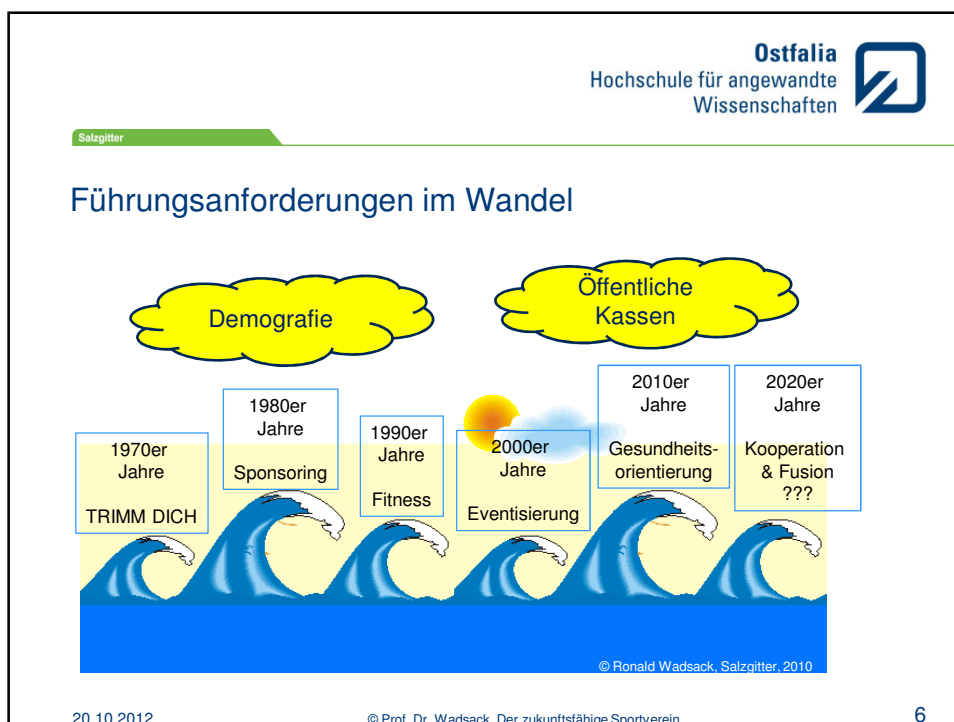 Ostfalia
Hochschule für angewandte
Wissenschaften
Salzgitter
Führungsanforderungen im Wandel
Demografie
Öffentliche
Kassen
1970er
Jahre
TRIMM DICH
1980er
Jahre
Sponsoring
1990er
Jahre
Fitness
2000er
Jahre
Eventisierung
2010er
Jahre
Gesundheits-
orientierung
2020er
Jahre
Kooperation
& Fusion
???
© Ronald Wadsack, Salzgitter, 2010
20.10.2012
© Prof. Dr. Wadsack, Der zukunftsfähige Sportverein
6